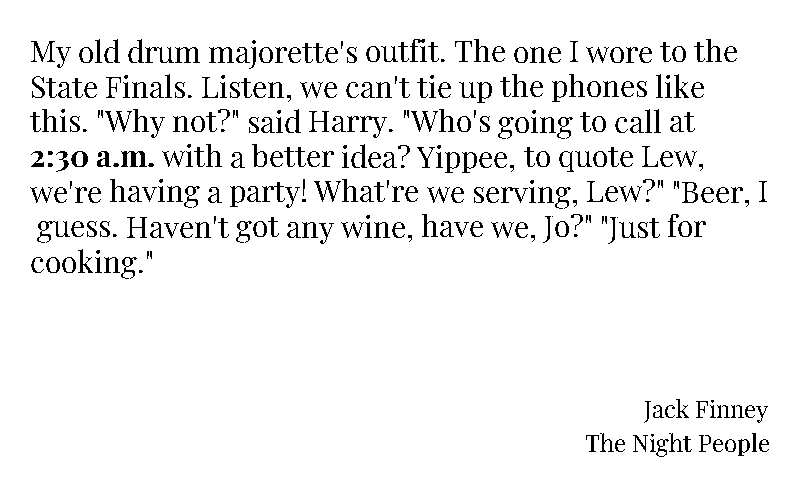 My old drum majorette's outfit. The one I wore to the
State Finals. Listen, we can't tie up the phones like
this. "Why not?" said Harry. "Who's going to call at
2:30 a.m. with a better idea? Yippee, to quote Lew,
we're having a party! What're we serving, Lew?" "Beer, I
guess. Haven't got any wine, have we, Jo?" "Just for
cooking."
Jack Finney
The Night People